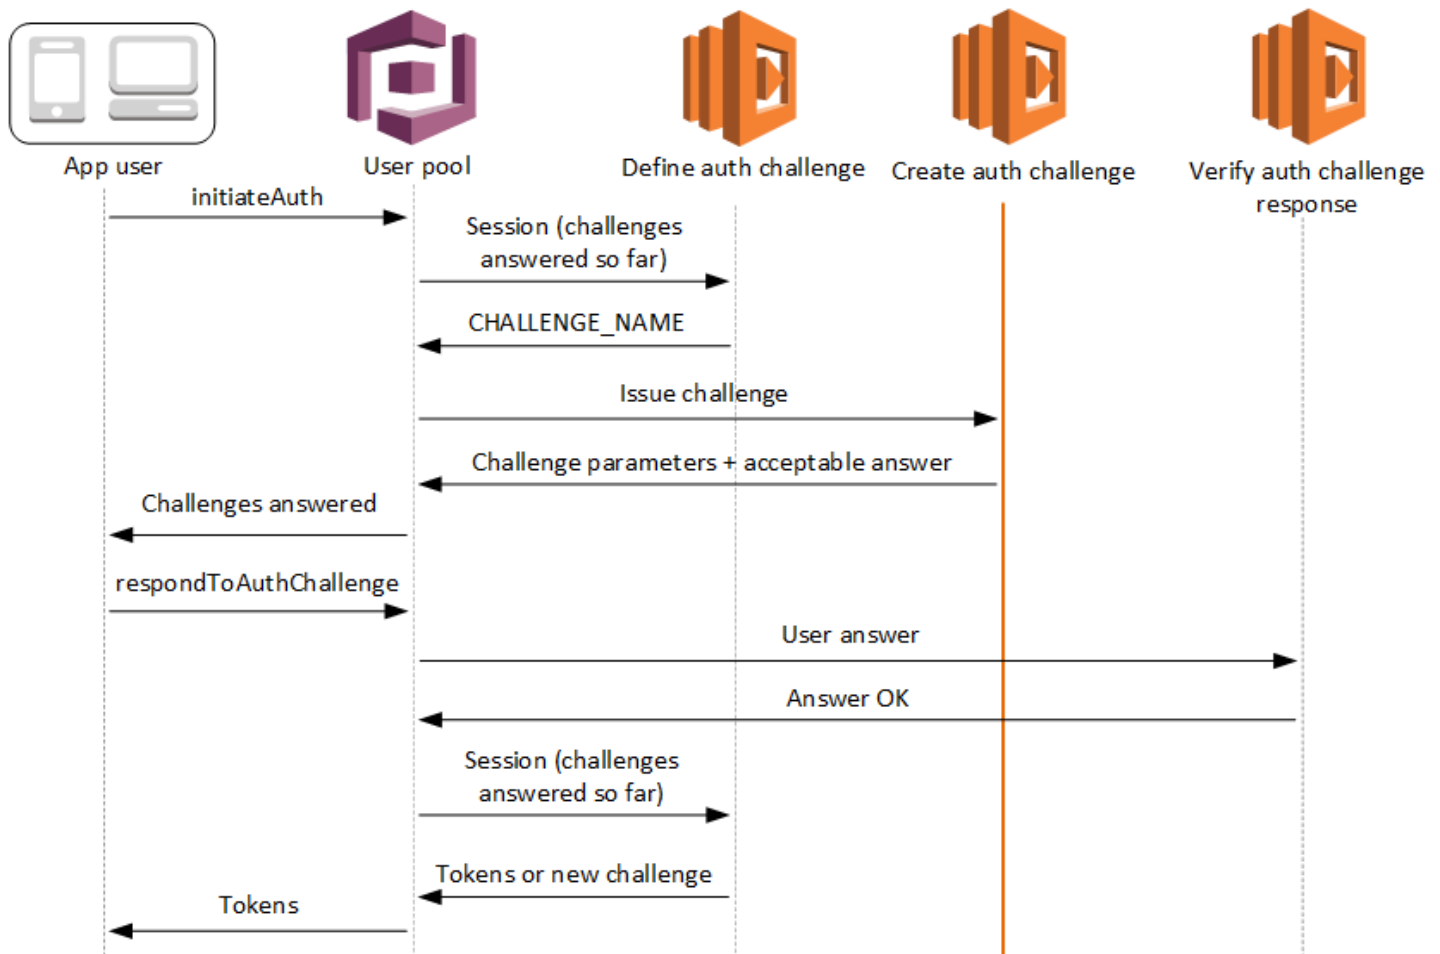 App user
User pool
Define auth challenge
Create auth challenge
Verify auth challenge
response
initiateAuth
Session (challenges
answered so far)
CHALLENGE_NAME
Issue challenge
Challenge parameters + acceptable answer
Challenges answered
respondToAuthChallenge
User answer
Answer OK
Session (challenges
answered so far)
Tokens or new challenge
Tokens